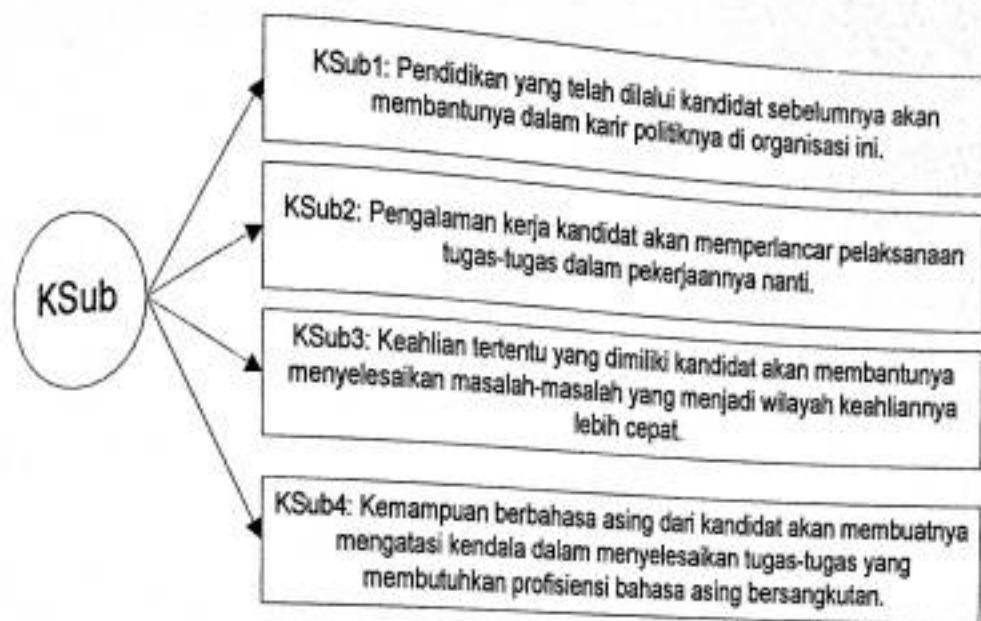 KSub
KSub1: Pendidikan yang telah dilalui kandidat sebelumnya akan
membantunya dalam karir politiknya di organisasi ini.
KSub2: Pengalaman kerja kandidat akan memperlancar pelaksanaan
tugas-tugas dalam pekerjaannya nanti.
KSub3: Keahlian tertentu yang dimiliki kandidat akan membantunya
menyelesaikan masalah-masalah yang menjadi wilayah keahliannya
lebih cepat.
KSub4: Kemampuan berbahasa asing dari kandidat akan membuatnya
mengatasi kendala dalam menyelesaikan tugas-tugas yang
membutuhkan profisiensi bahasa asing bersangkutan.